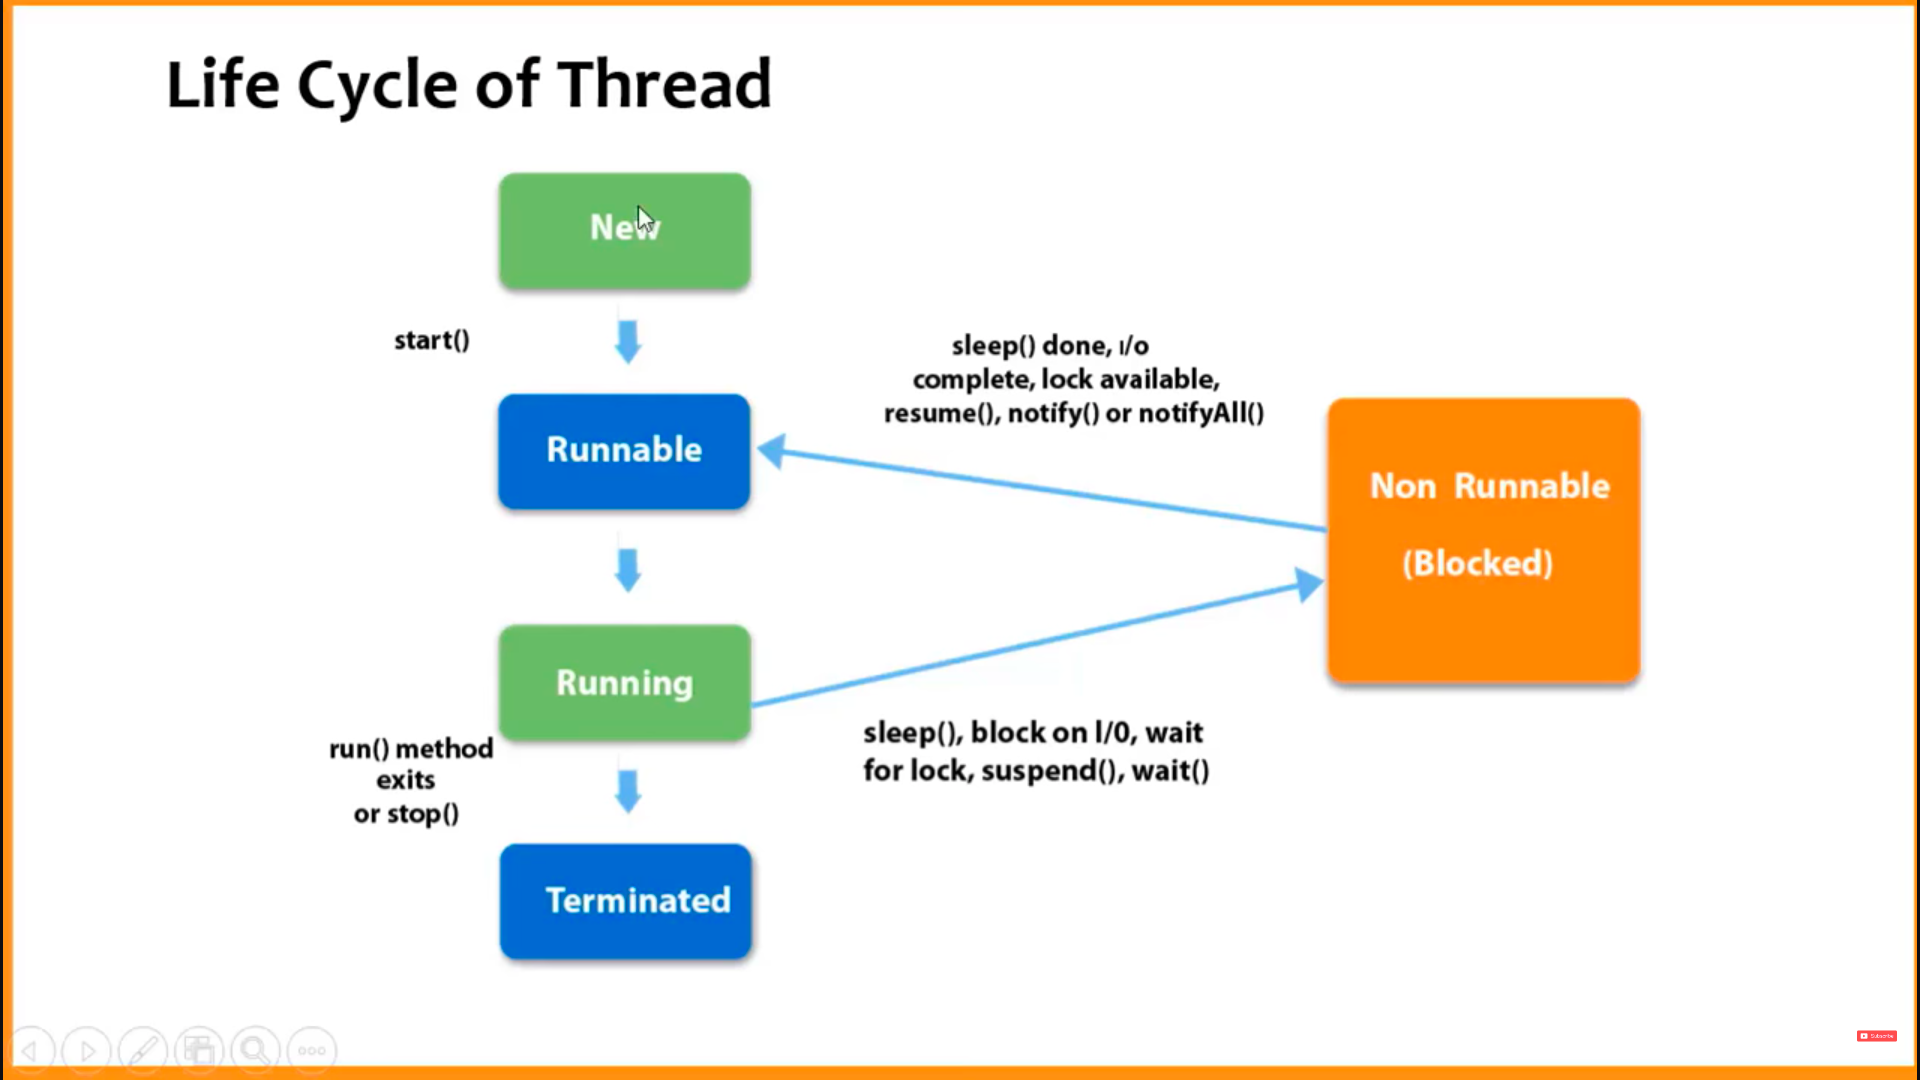 Life Cycle of Thread
New
start()
sleep() done, I/o
complete, lock available,
resume(), notify() or notifyAll()
Runnable
Non Runnable
(Blocked)
Running
run() method
exits
or stop()
sleep(), block on l/0, wait
for lock, suspend(), wait()
Terminated
Subscribe